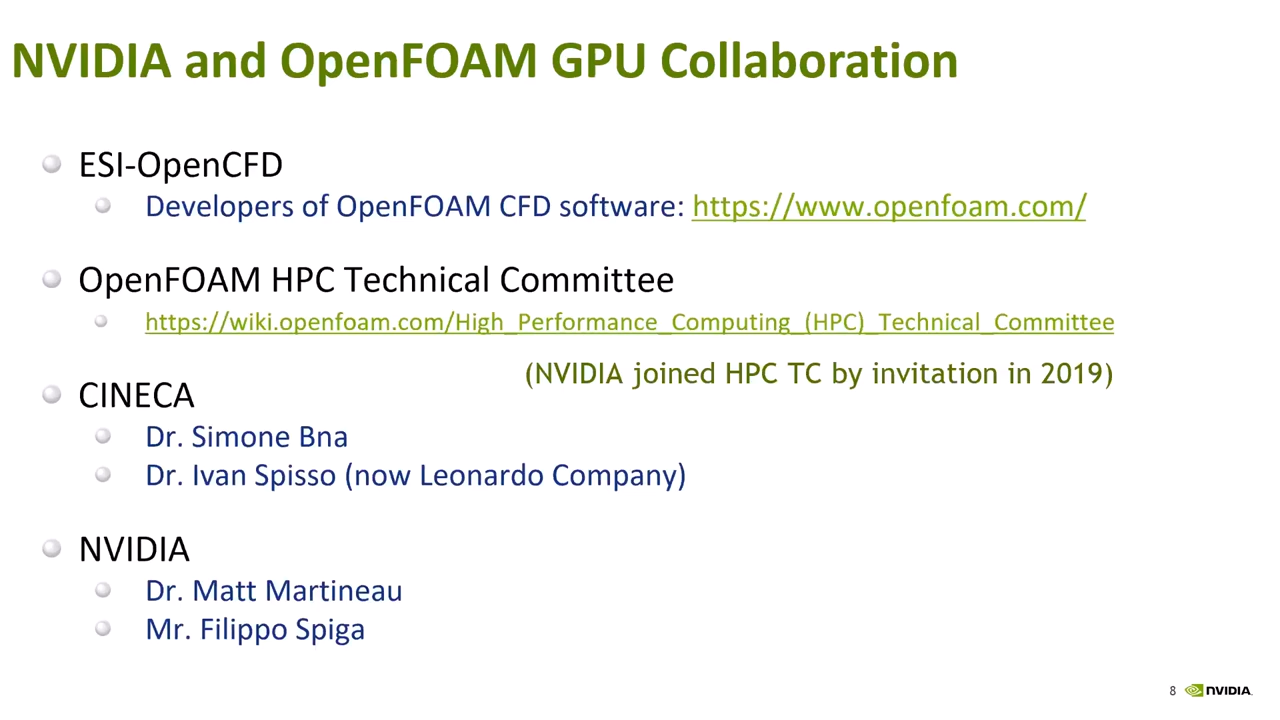 NVIDIA and OpenFOAM GPU Collaboration
ESI-OpenCFD
Developers of OpenFOAM CFD software: https://www.openfoam.com/
OpenFOAM HPC Technical Committee
https://wiki.openfoam.com/High_Performance_Computing_(HPC)_Technical_Committee
(NVIDIA joined HPC TC by invitation in 2019)
CINECA
Dr. Simone Bna
Dr. Ivan Spisso (now Leonardo Company)
NVIDIA
Dr. Matt Martineau
Mr. Filippo Spiga
8 NVIDIA.